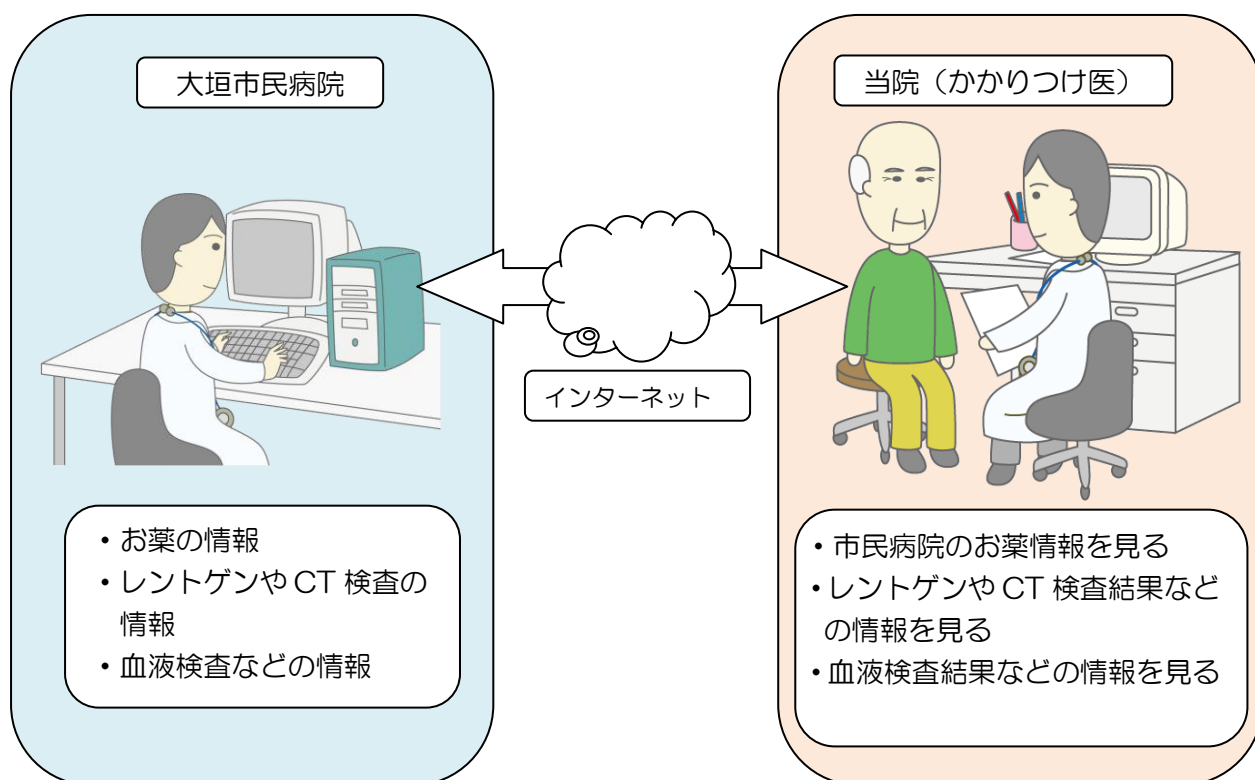 大垣市民病院
当院（かかりつけ医）
インターネット
・お薬の情報
・レントゲンや CT 検査の
情報
・血液検査などの情報
・市民病院のお薬情報を見る
・レントゲンや CT 検査結果など
の情報を見る
・血液検査結果などの情報を見る